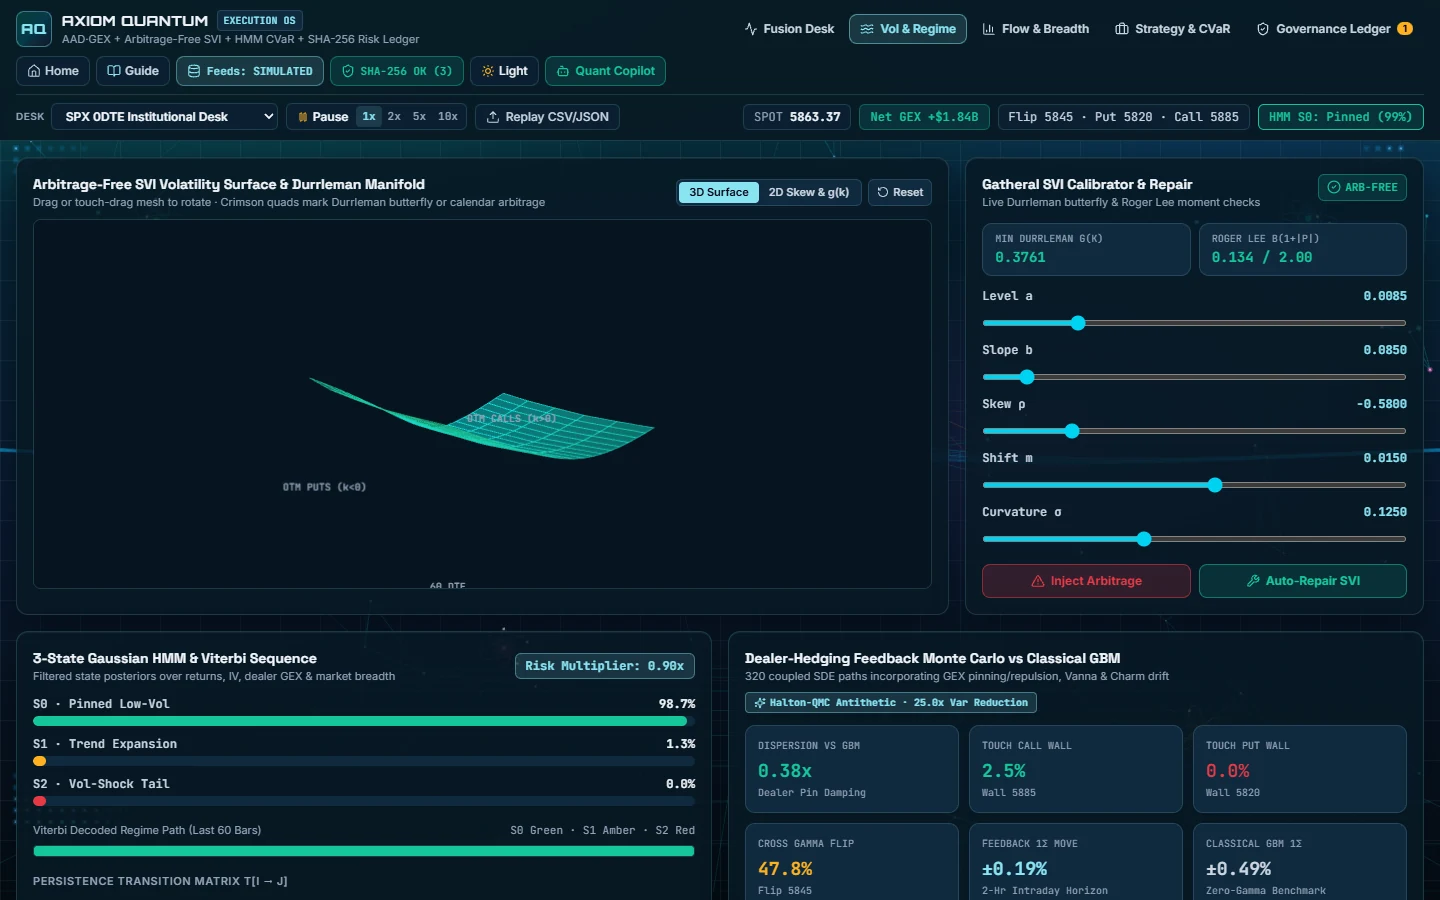 AQ
AXIOM QUANTUM EXECUTION OS
AAD-GEX + Arbitrage-Free SVI + HMM CVaR + SHA-256 Risk Ledger
Fusion Desk
Vol & Regime
Flow & Breadth
Strategy & CVaR
Governance Ledger 1
Home
Guide
Feeds: SIMULATED
SHA-256 OK (3)
Light
Quant Copilot
DESK
SPX 0DTE Institutional Desk
Pause 1x 2x 5x 10x
Replay CSV/JSON
SPOT 5863.37
Net GEX +$1.84B
Flip 5845 · Put 5820 · Call 5885
HMM S0: Pinned (99%)
Arbitrage-Free SVI Volatility Surface & Durrleman Manifold
Drag or touch-drag mesh to rotate · Crimson quads mark Durrleman butterfly or calendar arbitrage
3D Surface
2D Skew & g(k)
Reset
OTM CALLS (k>0)
OTM PUTS (k<0)
60 DTE
Gatheral SVI Calibrator & Repair
Live Durrleman butterfly & Roger Lee moment checks
ARB-FREE
MIN DURRLEMAN G(K)
0.3761
ROGER LEE B(1+|Ρ|)
0.134 / 2.00
Level a 0.0085
Slope b 0.0850
Skew ρ -0.5800
Shift m 0.0150
Curvature σ 0.1250
Inject Arbitrage
Auto-Repair SVI
3-State Gaussian HMM & Viterbi Sequence
Filtered state posteriors over returns, IV, dealer GEX & market breadth
Risk Multiplier: 0.90x
S0 · Pinned Low-Vol 98.7%
S1 · Trend Expansion 1.3%
S2 · Vol-Shock Tail 0.0%
Viterbi Decoded Regime Path (Last 60 Bars) S0 Green · S1 Amber · S2 Red
PERSISTENCE TRANSITION MATRIX T[I → J]
Dealer-Hedging Feedback Monte Carlo vs Classical GBM
320 coupled SDE paths incorporating GEX pinning/repulsion, Vanna & Charm drift
Halton-QMC Antithetic · 25.0x Var Reduction
DISPERSION VS GBM
0.38x
Dealer Pin Damping
TOUCH CALL WALL
2.5%
Wall 5885
TOUCH PUT WALL
0.0%
Wall 5820
CROSS GAMMA FLIP
47.8%
Flip 5845
FEEDBACK 1Σ MOVE
±0.19%
2-Hr Intraday Horizon
CLASSICAL GBM 1Σ
±0.49%
Zero-Gamma Benchmark